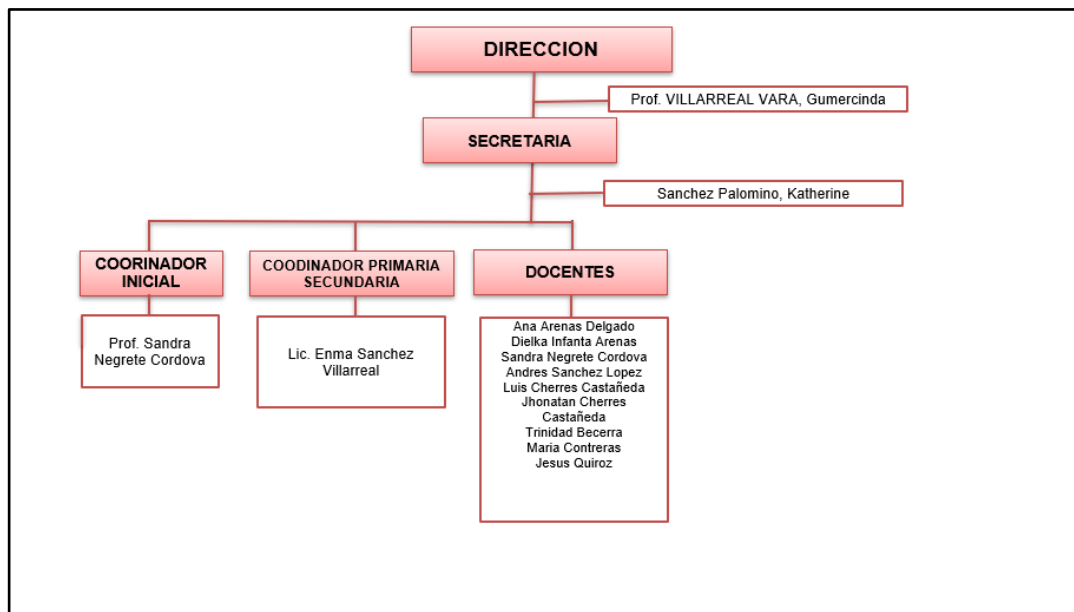 DIRECCION
Prof. VILLARREAL VARA, Gumercinda
SECRETARIA
Sanchez Palomino, Katherine
COORINADOR
INICIAL
COODINADOR PRIMARIA
SECUNDARIA
DOCENTES
Prof. Sandra
Negrete Cordova
Lic. Enma Sanchez
Villarreal
Ana Arenas Delgado
Dielka Infanta Arenas
Sandra Negrete Cordova
Andres Sanchez Lopez
Luis Cherres Castañeda
Jhonatan Cherres
Castañeda
Trinidad Becerra
Maria Contreras
Jesus Quiroz